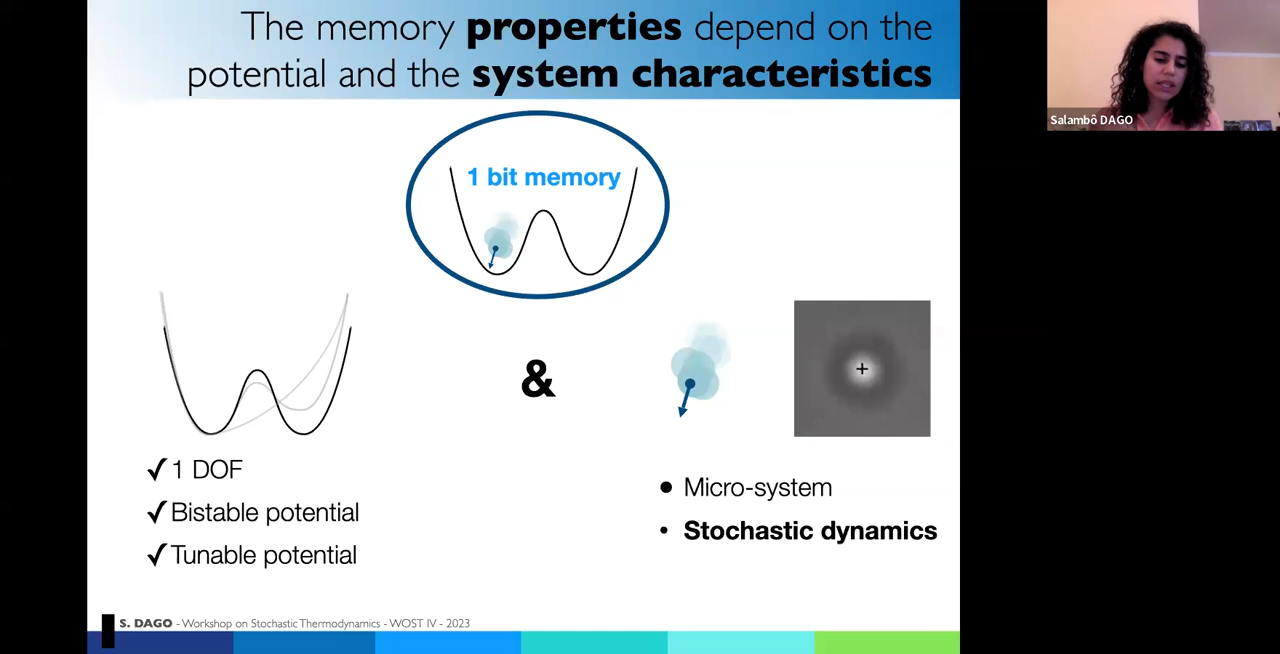 The memory properties depend on the
potential and the system characteristics
Salambô DAGO
1 bit memory
&
+
✓ 1 DOF
✓ Bistable potential
✓ Tunable potential
● Micro-system
• Stochastic dynamics
S. DAGO - Workshop on Stochastic Thermodynamics - WOST IV - 2023